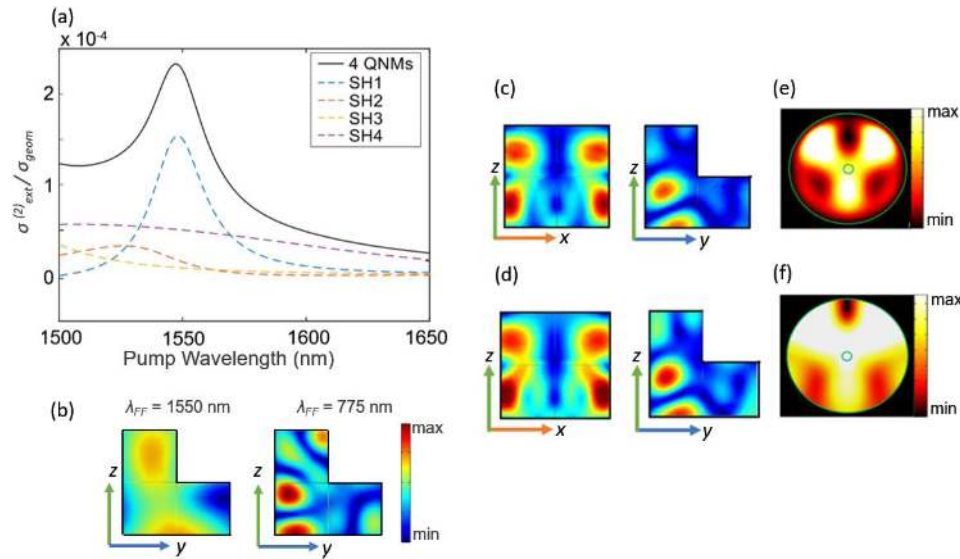 (a)
x 10-4
2
1
0
σ(2)ext / σgeom
4 QNMs
SH1
SH2
SH3
SH4
1500
1550
1600
1650
Pump Wavelength (nm)
(b)
λFF = 1550 nm
λFF = 775 nm
z
y
z
y
max
min
(c)
z
x
z
y
(e)
max
min
(d)
z
x
z
y
(f)
max
min